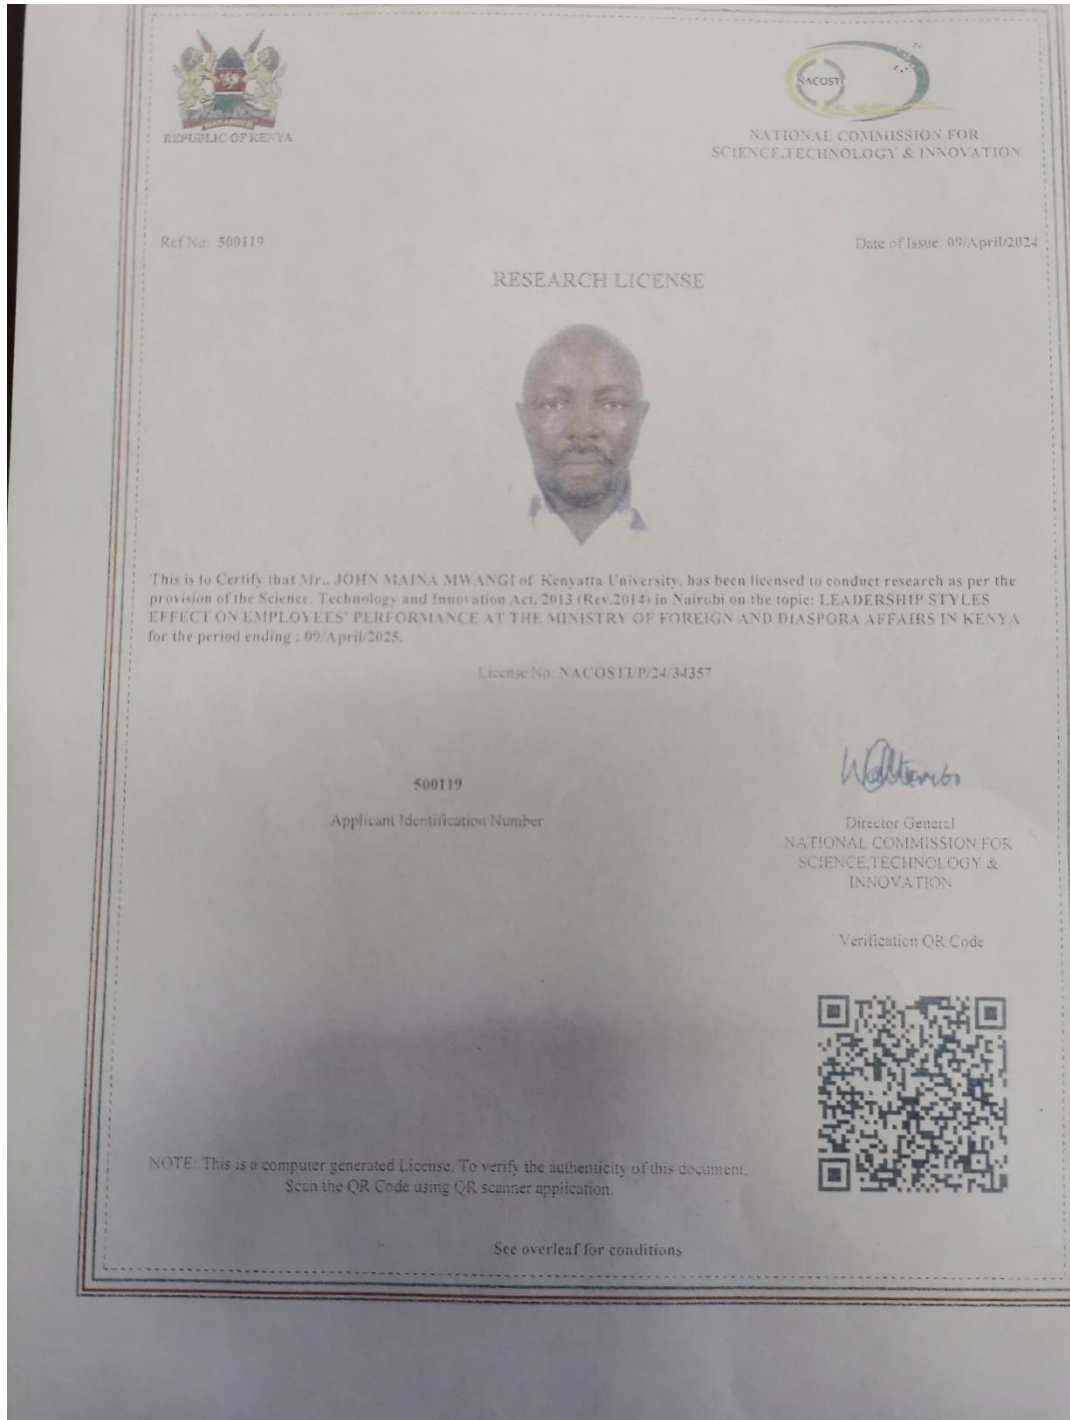 REPUBLIC OF KENYA
NACOSTI
NATIONAL COMMISSION FOR
SCIENCE,TECHNOLOGY & INNOVATION
Ref No: 500119
Date of Issue: 09/April/2024
RESEARCH LICENSE
This is to Certify that Mr.. JOHN MAINA MWANGI of Kenyatta University, has been licensed to conduct research as per the
provision of the Science, Technology and Innovation Act, 2013 (Rev.2014) in Nairobi on the topic: LEADERSHIP STYLES
EFFECT ON EMPLOYEES' PERFORMANCE AT THE MINISTRY OF FOREIGN AND DIASPORA AFFAIRS IN KENYA
for the period ending : 09/April/2025.
License No: NACOSTI/P/24/34357
500119
Applicant Identification Number
Director General
NATIONAL COMMISSION FOR
SCIENCE,TECHNOLOGY &
INNOVATION
Verification QR Code
NOTE: This is a computer generated License. To verify the authenticity of this document,
Scan the QR Code using QR scanner application.
See overleaf for conditions